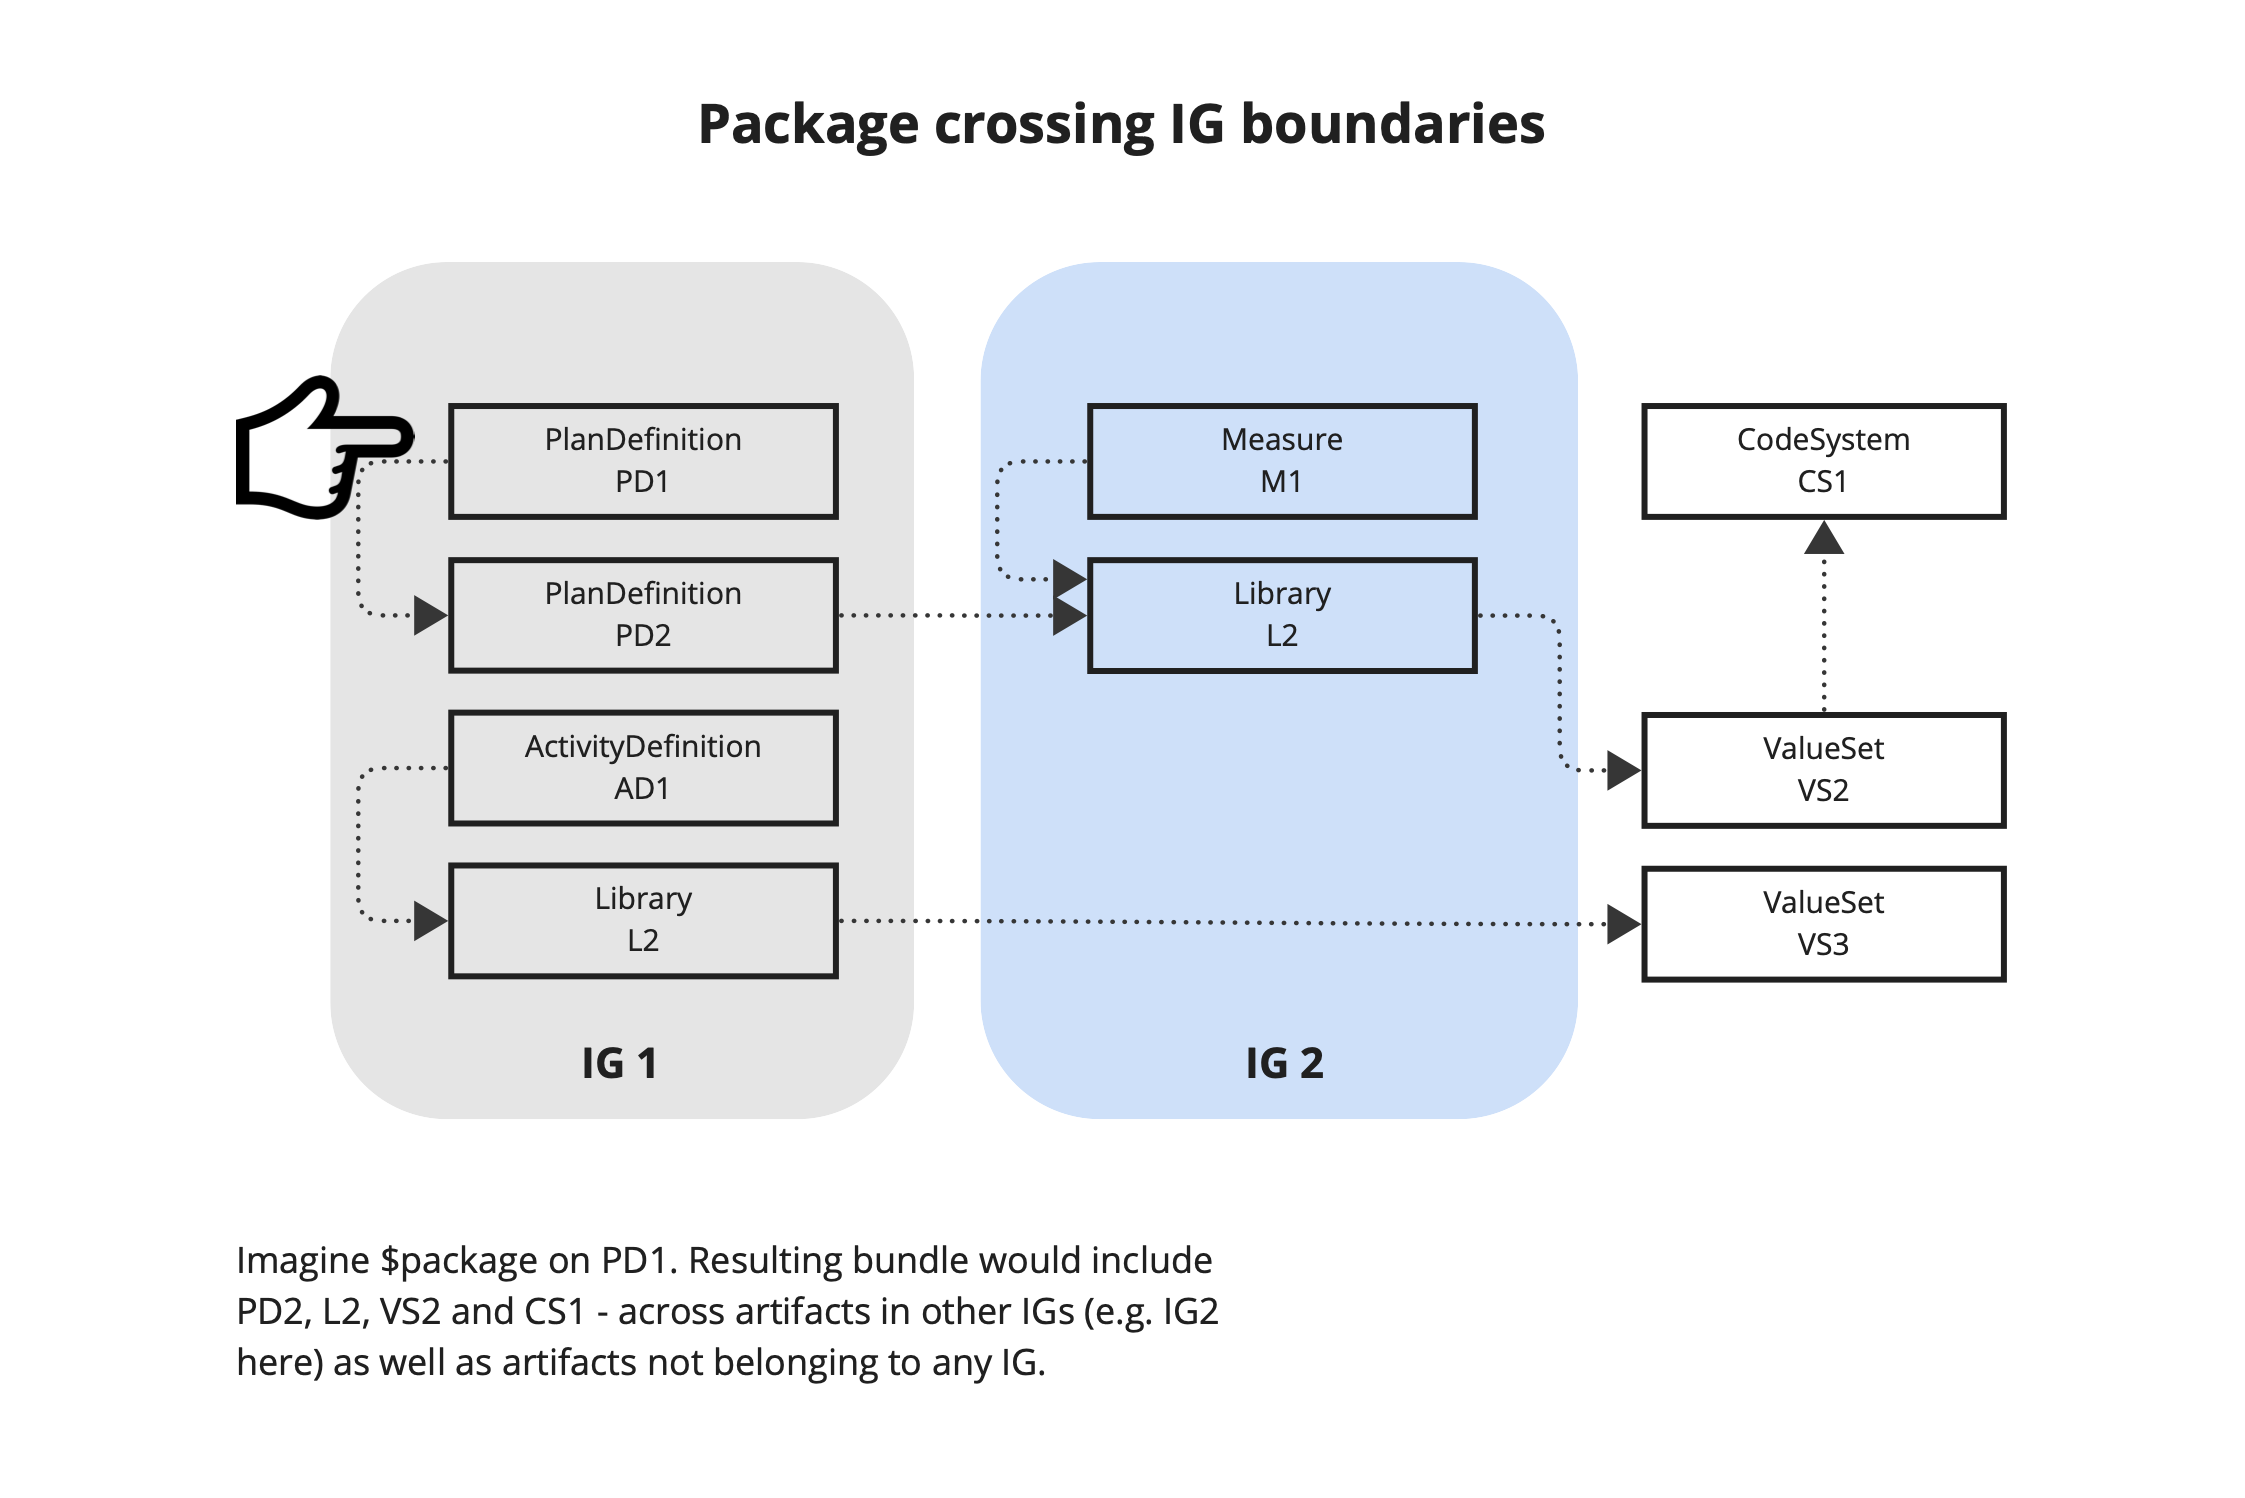 Package crossing IG boundaries
PlanDefinition
PD1
PlanDefinition
PD2
ActivityDefinition
AD1
Library
L2
IG 1
Measure
M1
Library
L2
IG 2
CodeSystem
CS1
ValueSet
VS2
ValueSet
VS3
Imagine $package on PD1. Resulting bundle would include
PD2, L2, VS2 and CS1 - across artifacts in other IGs (e.g. IG2
here) as well as artifacts not belonging to any IG.